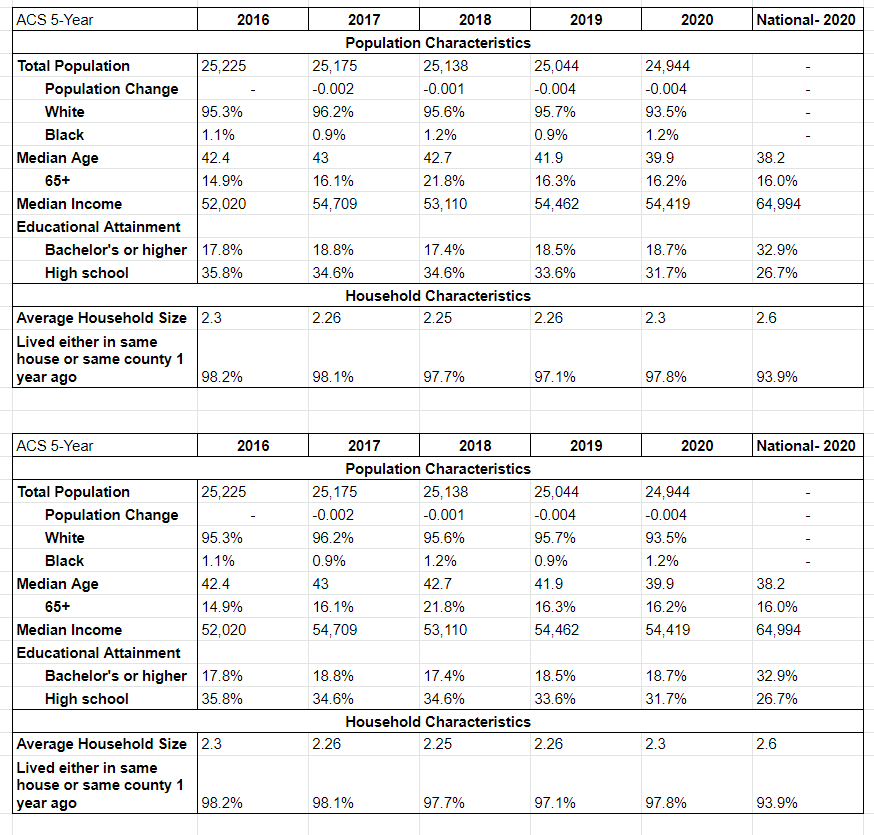 ACS 5-Year 2016 2017 2018 2019 2020 National- 2020
Population Characteristics
Total Population 25,225 25,175 25,138 25,044 24,944 -
Population Change - -0.002 -0.001 -0.004 -0.004 -
White 95.3% 96.2% 95.6% 95.7% 93.5% -
Black 1.1% 0.9% 1.2% 0.9% 1.2% -
Median Age 42.4 43 42.7 41.9 39.9 38.2
65+ 14.9% 16.1% 21.8% 16.3% 16.2% 16.0%
Median Income 52,020 54,709 53,110 54,462 54,419 64,994
Educational Attainment
Bachelor's or higher 17.8% 18.8% 17.4% 18.5% 18.7% 32.9%
High school 35.8% 34.6% 34.6% 33.6% 31.7% 26.7%
Household Characteristics
Average Household Size 2.3 2.26 2.25 2.26 2.3 2.6
Lived either in same
house or same county 1
year ago 98.2% 98.1% 97.7% 97.1% 97.8% 93.9%
ACS 5-Year 2016 2017 2018 2019 2020 National- 2020
Population Characteristics
Total Population 25,225 25,175 25,138 25,044 24,944 -
Population Change - -0.002 -0.001 -0.004 -0.004 -
White 95.3% 96.2% 95.6% 95.7% 93.5% -
Black 1.1% 0.9% 1.2% 0.9% 1.2% -
Median Age 42.4 43 42.7 41.9 39.9 38.2
65+ 14.9% 16.1% 21.8% 16.3% 16.2% 16.0%
Median Income 52,020 54,709 53,110 54,462 54,419 64,994
Educational Attainment
Bachelor's or higher 17.8% 18.8% 17.4% 18.5% 18.7% 32.9%
High school 35.8% 34.6% 34.6% 33.6% 31.7% 26.7%
Household Characteristics
Average Household Size 2.3 2.26 2.25 2.26 2.3 2.6
Lived either in same
house or same county 1
year ago 98.2% 98.1% 97.7% 97.1% 97.8% 93.9%